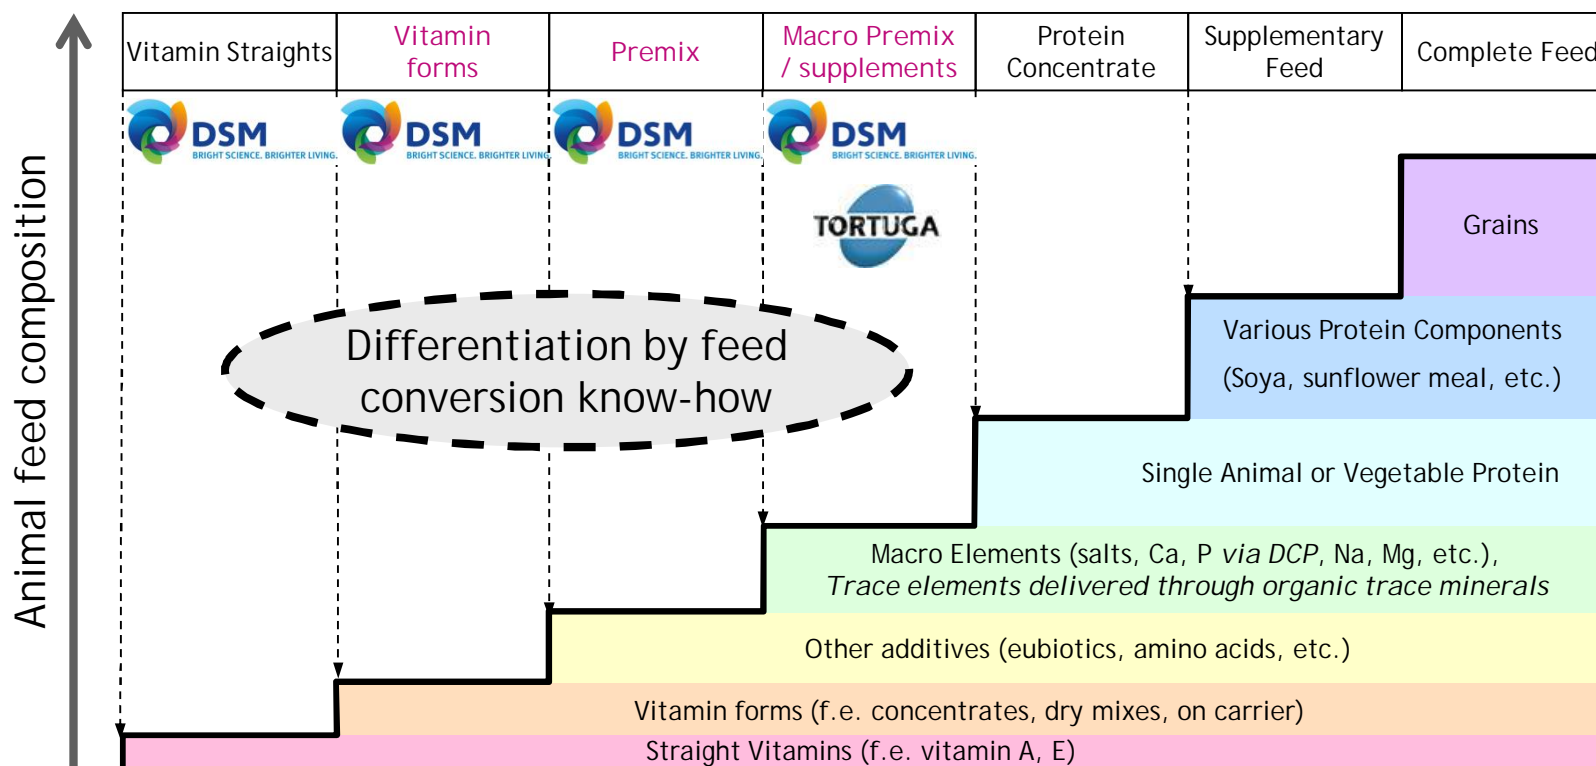 Animal feed composition
Vitamin Straights
Vitamin
forms
Premix
Macro Premix
/ supplements
Protein
Concentrate
Supplementary
Feed
Complete Feed
DSM
BRIGHT SCIENCE. BRIGHTER LIVING.
DSM
BRIGHT SCIENCE. BRIGHTER LIVING.
DSM
BRIGHT SCIENCE. BRIGHTER LIVING.
DSM
BRIGHT SCIENCE. BRIGHTER LIVING.
TORTUGA
Differentiation by feed
conversion know-how
Grains
Various Protein Components
(Soya, sunflower meal, etc.)
Single Animal or Vegetable Protein
Macro Elements (salts, Ca, P via DCP, Na, Mg, etc.),
Trace elements delivered through organic trace minerals
Other additives (eubiotics, amino acids, etc.)
Vitamin forms (f.e. concentrates, dry mixes, on carrier)
Straight Vitamins (f.e. vitamin A, E)